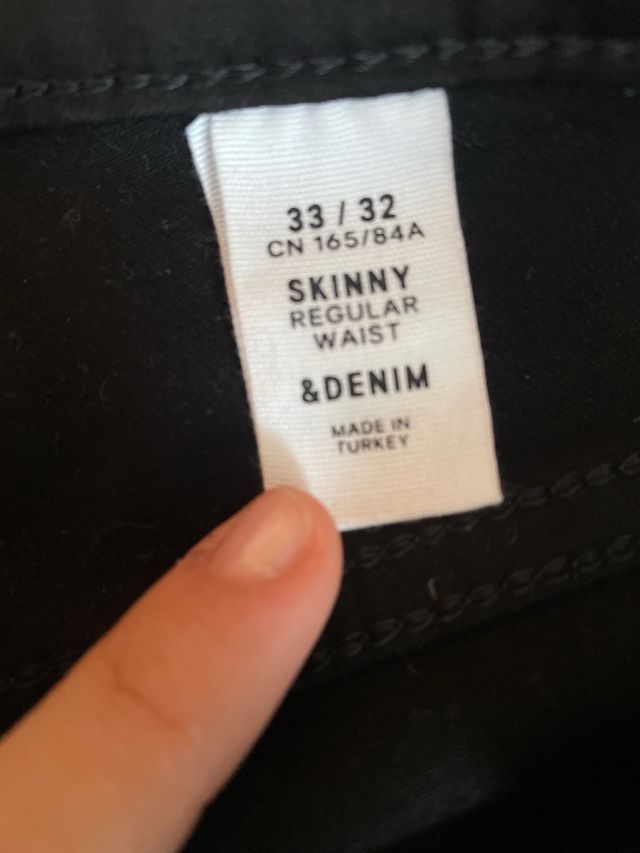 33 / 32
CN 165/84A
SKINNY
REGULAR
WAIST
&DENIM
MADE IN
TURKEY